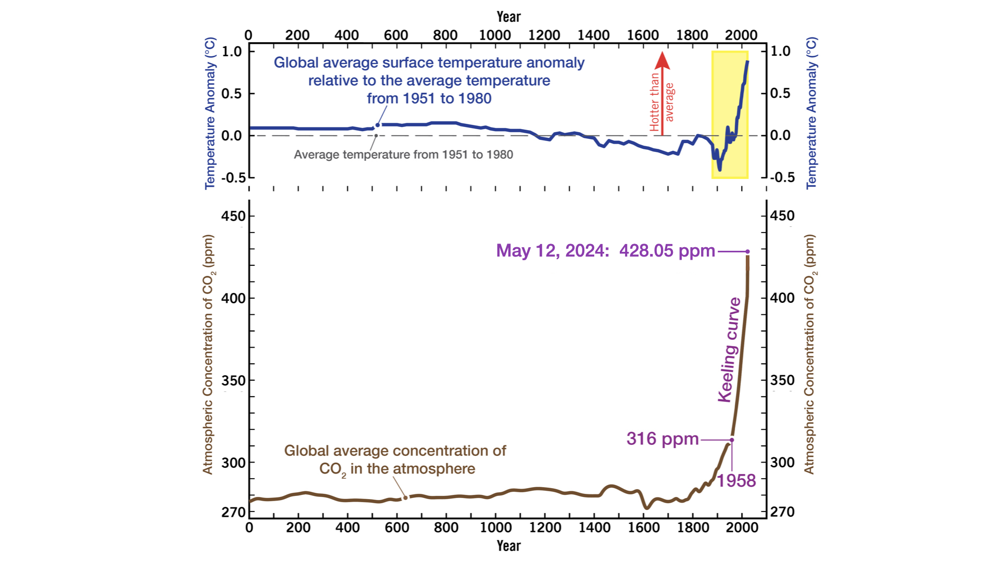 Year
0 200 400 600 800 1000 1200 1400 1600 1800 2000
Temperature Anomaly (°C)
1.0
0.5
0.0
-0.5
Global average surface temperature anomaly
relative to the average temperature
from 1951 to 1980
Average temperature from 1951 to 1980
Hotter than
average
1.0
0.5
0.0
-0.5
Temperature Anomaly (°C)
Atmospheric Concentration of CO₂ (ppm)
450
400
350
300
270
May 12, 2024: 428.05 ppm
Keeling curve
316 ppm
1958
Global average concentration of
CO₂ in the atmosphere
450
400
350
300
270
Atmospheric Concentration of CO₂ (ppm)
0 200 400 600 800 1000 1200 1400 1600 1800 2000
Year